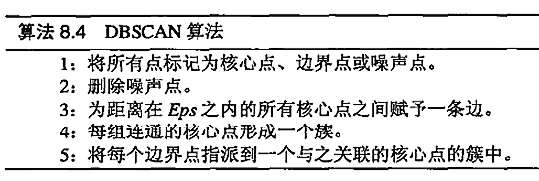 算法 8.4 DBSCAN 算法
1：将所有点标记为核心点、边界点或噪声点。
2：删除噪声点。
3：为距离在 Eps 之内的所有核心点之间赋予一条边。
4：每组连通的核心点形成一个簇。
5：将每个边界点指派到一个与之关联的核心点的簇中。